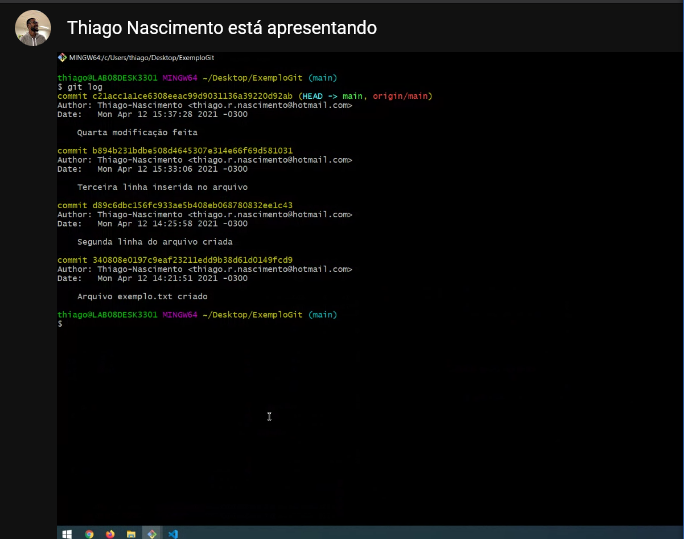 Thiago Nascimento está apresentando
MINGW64:/c/Users/thiago/Desktop/ExemploGit
thiago@LAB08DESK3301 MINGW64 ~/Desktop/ExemploGit (main)
$ git log
commit c21acc1a1ce6308eeac99d9031136a39220d92ab (HEAD -> main, origin/main)
Author: Thiago-Nascimento <thiago.r.nascimento@hotmail.com>
Date:   Mon Apr 12 15:37:28 2021 -0300
Quarta modificação feita
commit b894b231bdbe508d4645307e314e66f69d581031
Author: Thiago-Nascimento <thiago.r.nascimento@hotmail.com>
Date:   Mon Apr 12 15:33:06 2021 -0300
Terceira linha inserida no arquivo
commit d89c6dbc156fc933ae5b408eb068780832ee1c43
Author: Thiago-Nascimento <thiago.r.nascimento@hotmail.com>
Date:   Mon Apr 12 14:25:58 2021 -0300
Segunda linha do arquivo criada
commit 340808e0197c9eaf23211edd9b38d61d0149fcd9
Author: Thiago-Nascimento <thiago.r.nascimento@hotmail.com>
Date:   Mon Apr 12 14:21:51 2021 -0300
Arquivo exemplo.txt criado
thiago@LAB08DESK3301 MINGW64 ~/Desktop/ExemploGit (main)
$